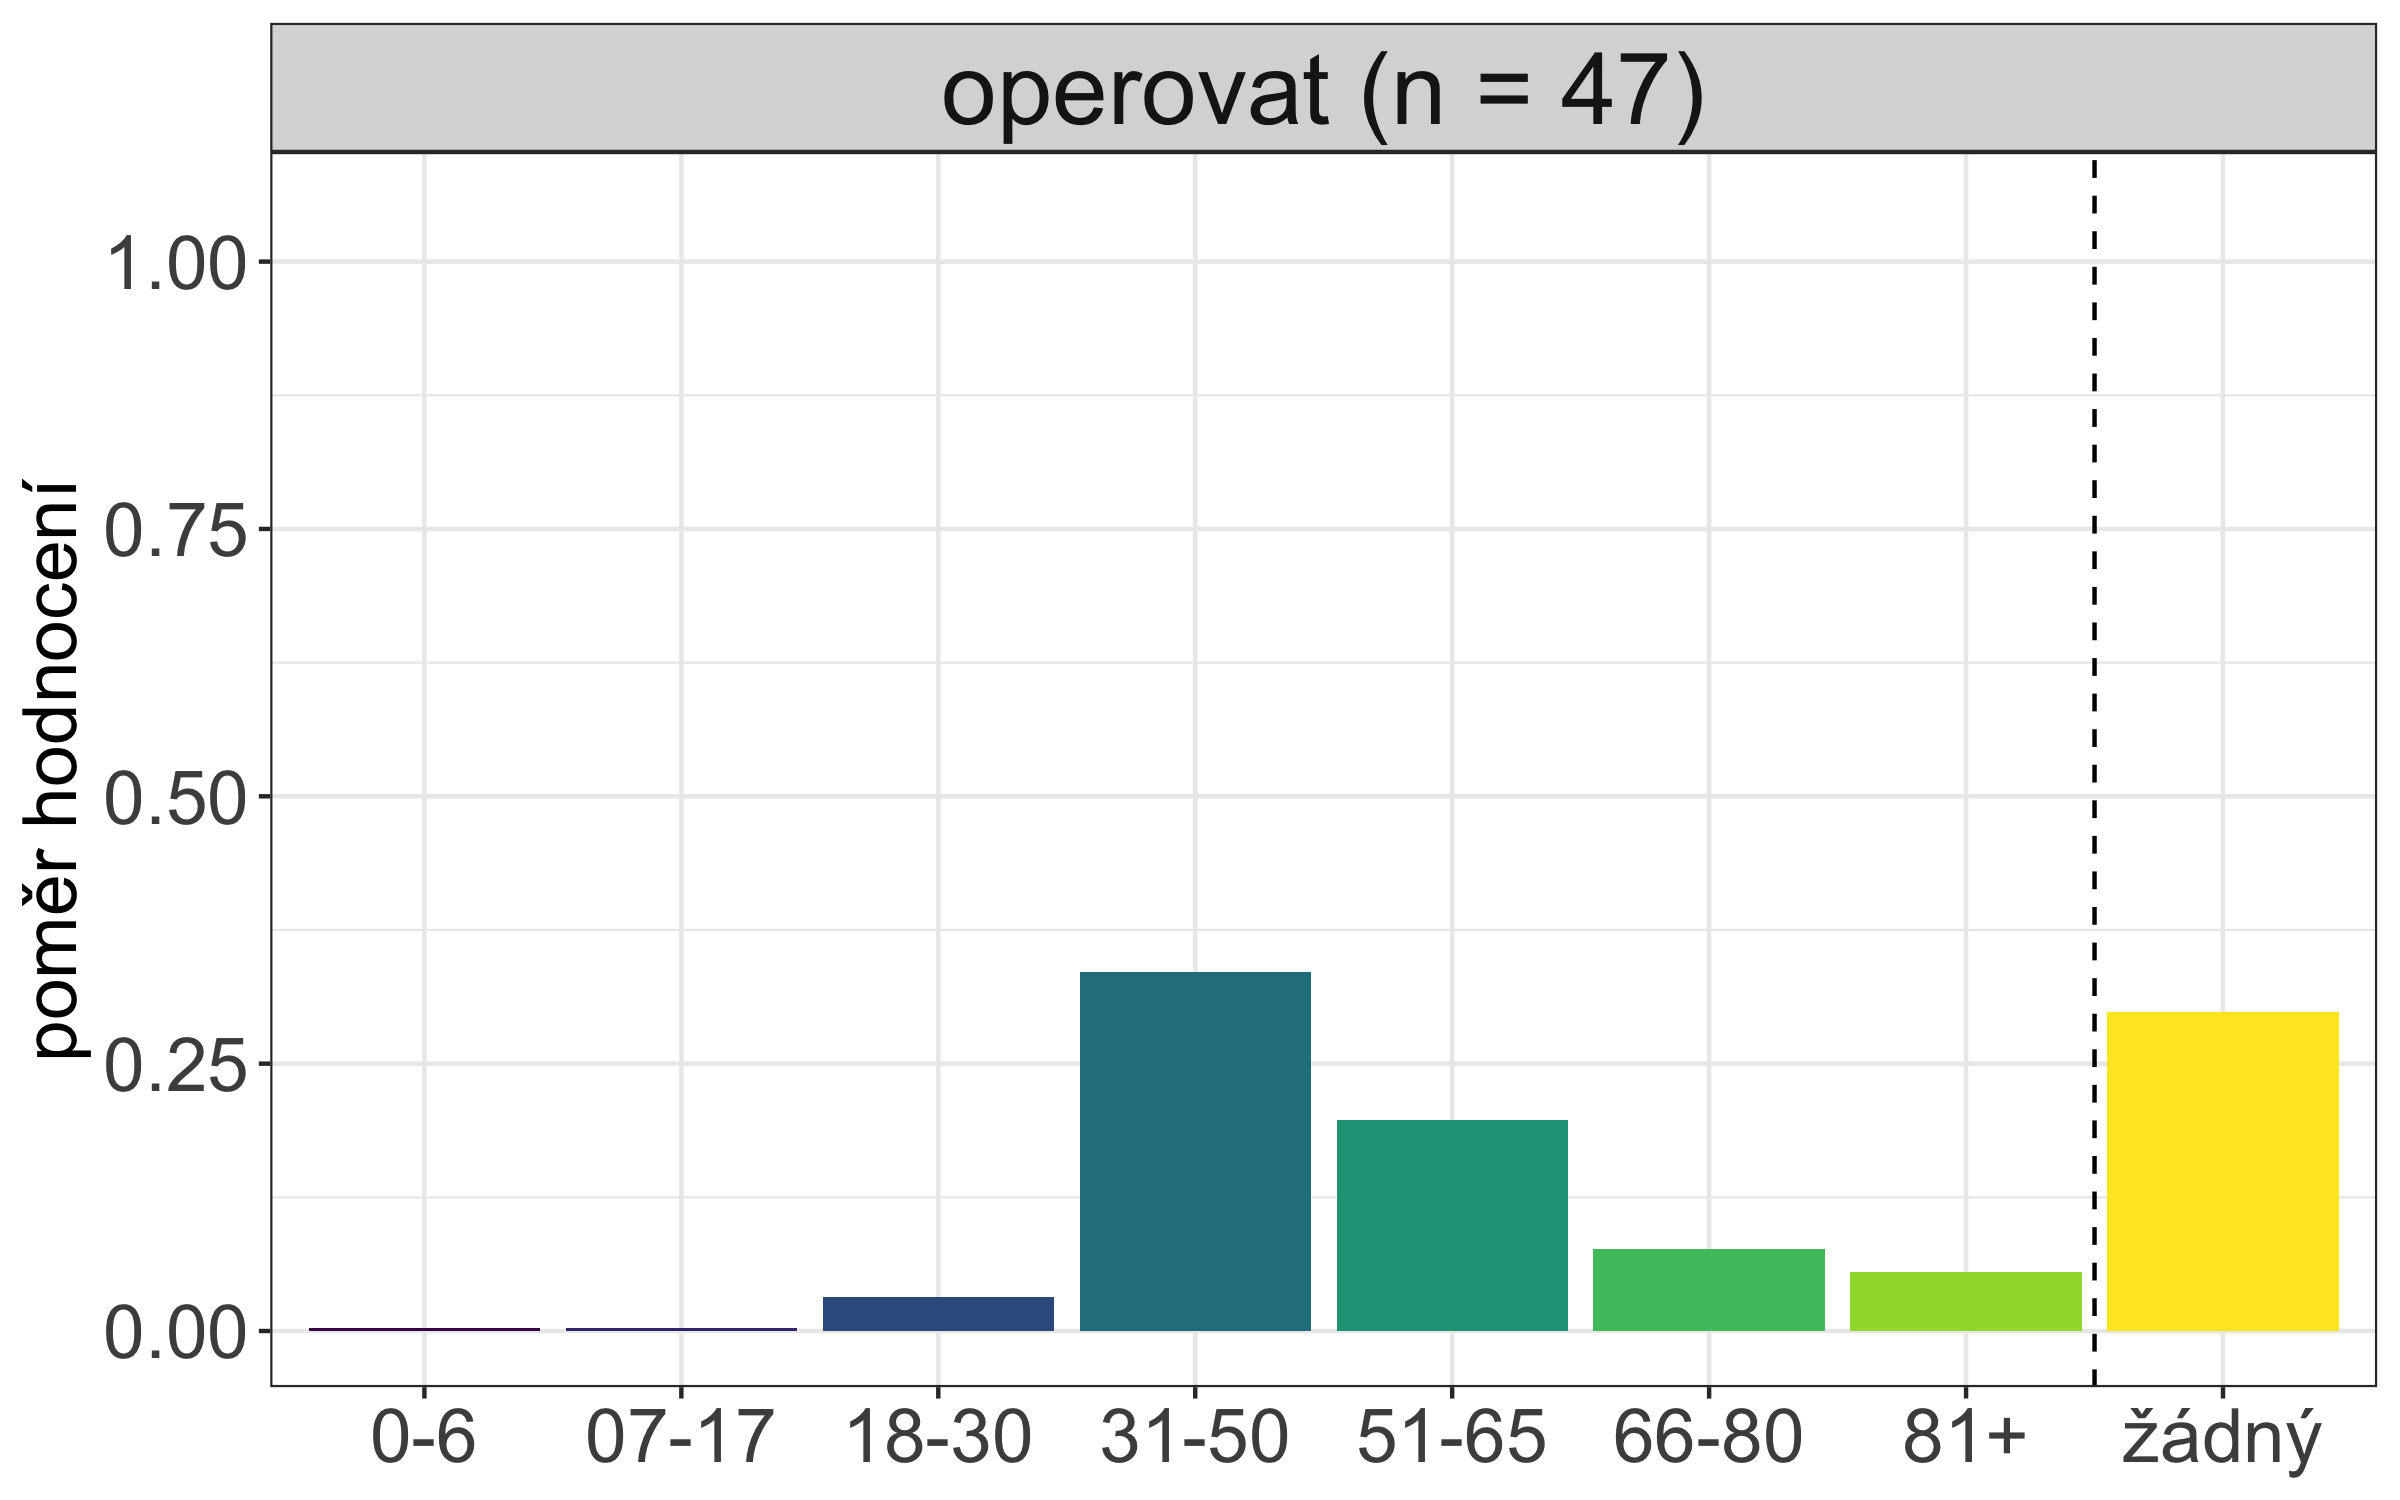 operovat (n = 47)
poměr hodnocení
1.00
0.75
0.50
0.25
0.00
0-6 07-17 18-30 31-50 51-65 66-80 81+ žádný